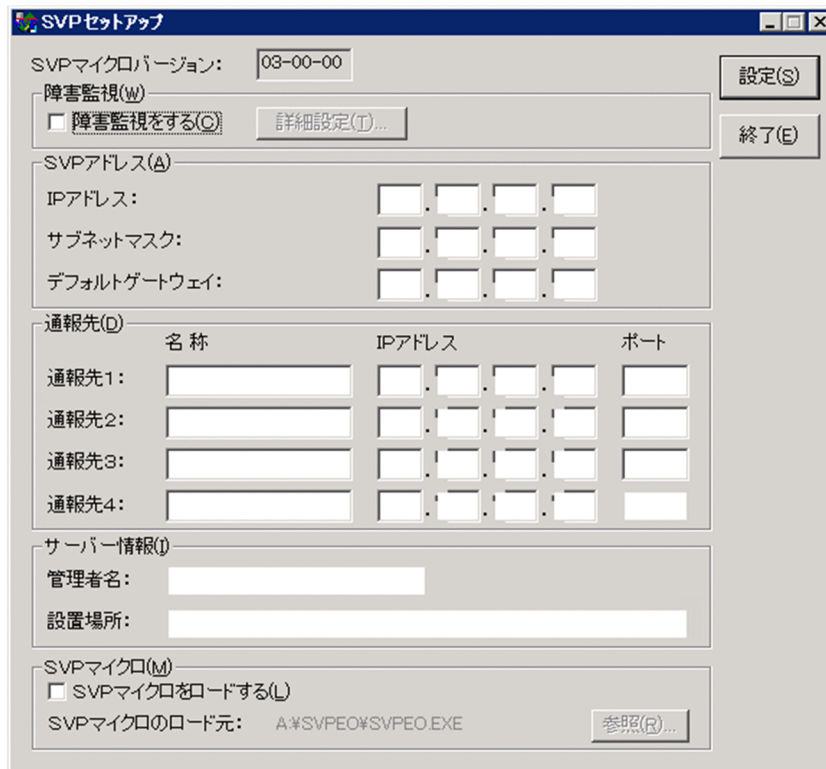 SVPセットアップ
SVPマイクロバージョン: 03-00-00
設定(S)
終了(E)
障害監視(W)
障害監視をする(C) 詳細設定(T)...
SVPアドレス(A)
IPアドレス:
サブネットマスク:
デフォルトゲートウェイ:
通報先(D)
名称 IPアドレス ポート
通報先1:
通報先2:
通報先3:
通報先4:
サーバー情報(I)
管理者名:
設置場所:
SVPマイクロ(M)
SVPマイクロをロードする(L)
SVPマイクロのロード元: A:¥SVPEO¥SVPEO.EXE 参照(R)...